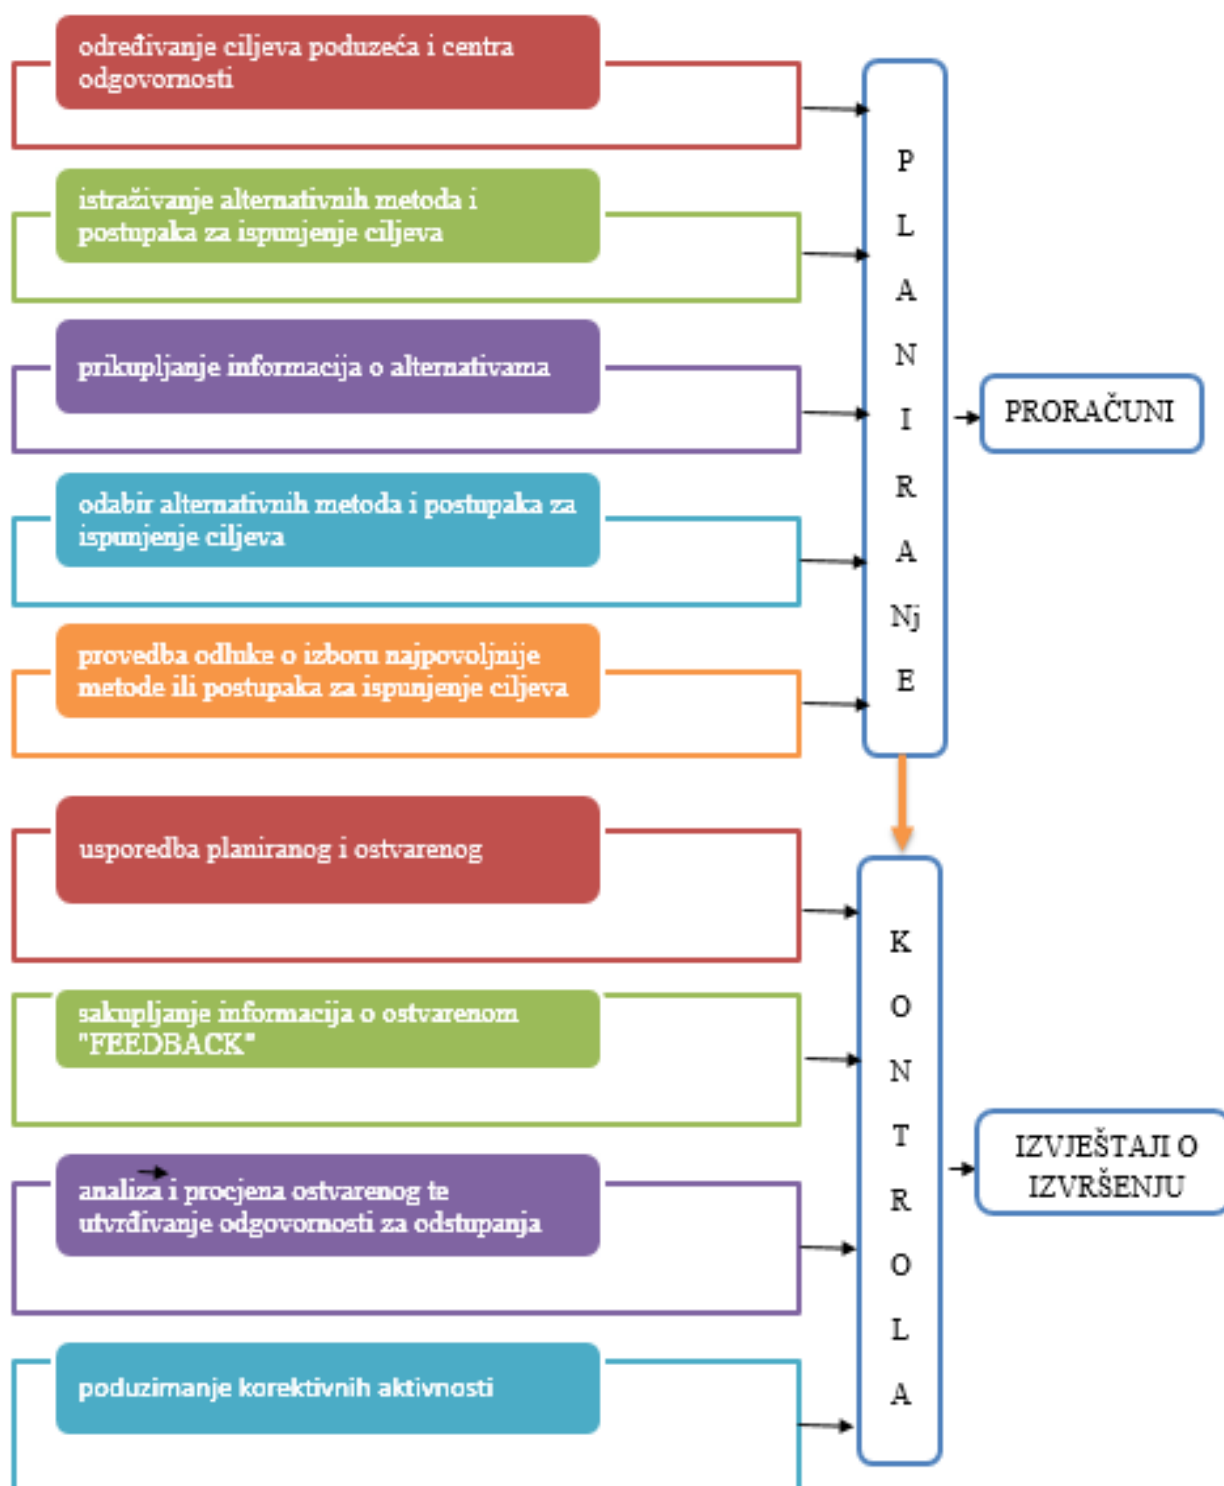 određivanje ciljeva poduzeća i centra
odgovornosti
istraživanje alternativnih metoda i
postupaka za ispunjenje ciljeva
prikupljanje informacija o alternativama
odabir alternativnih metoda i postupaka za
ispunjenje ciljeva
provedba odluke o izboru najpovoljnije
metode ili postupaka za ispunjenje ciljeva
P
L
A
N
I
R
A
Nj
E
PRORAČUNI
usporedba planiranog i ostvarenog
sakupljanje informacija o ostvarenom
"FEEDBACK"
analiza i procjena ostvarenog te
utvrđivanje odgovornosti za odstupanja
poduzimanje korektivnih aktivnosti
K
O
N
T
R
O
L
A
IZVJEŠTAJI O
IZVRŠENJU